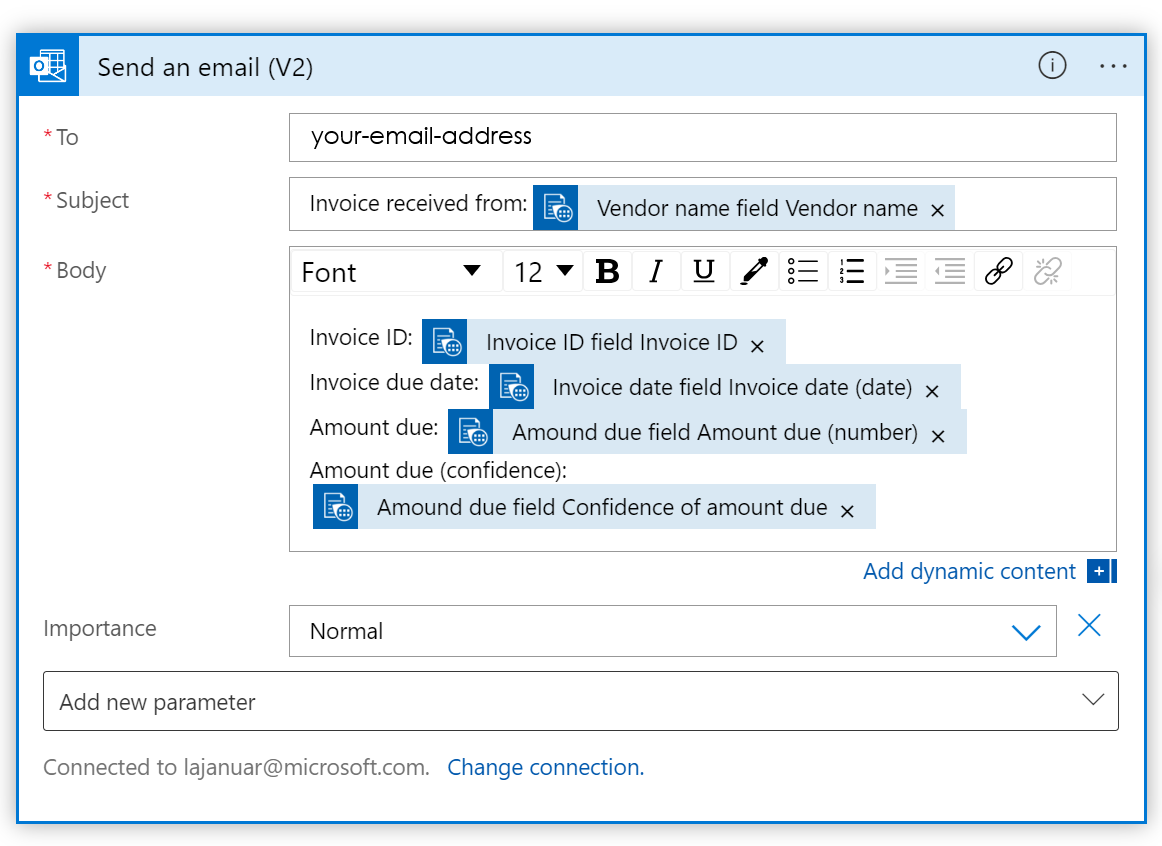 Send an email (V2)
* To
your-email-address
* Subject
Invoice received from: Vendor name field Vendor name ×
* Body
Font 12 B I U
Invoice ID: Invoice ID field Invoice ID ×
Invoice due date: Invoice date field Invoice date (date) ×
Amount due: Amound due field Amount due (number) ×
Amount due (confidence):
Amound due field Confidence of amount due ×
Add dynamic content
Importance
Normal
Add new parameter
Connected to lajanuar@microsoft.com. Change connection.